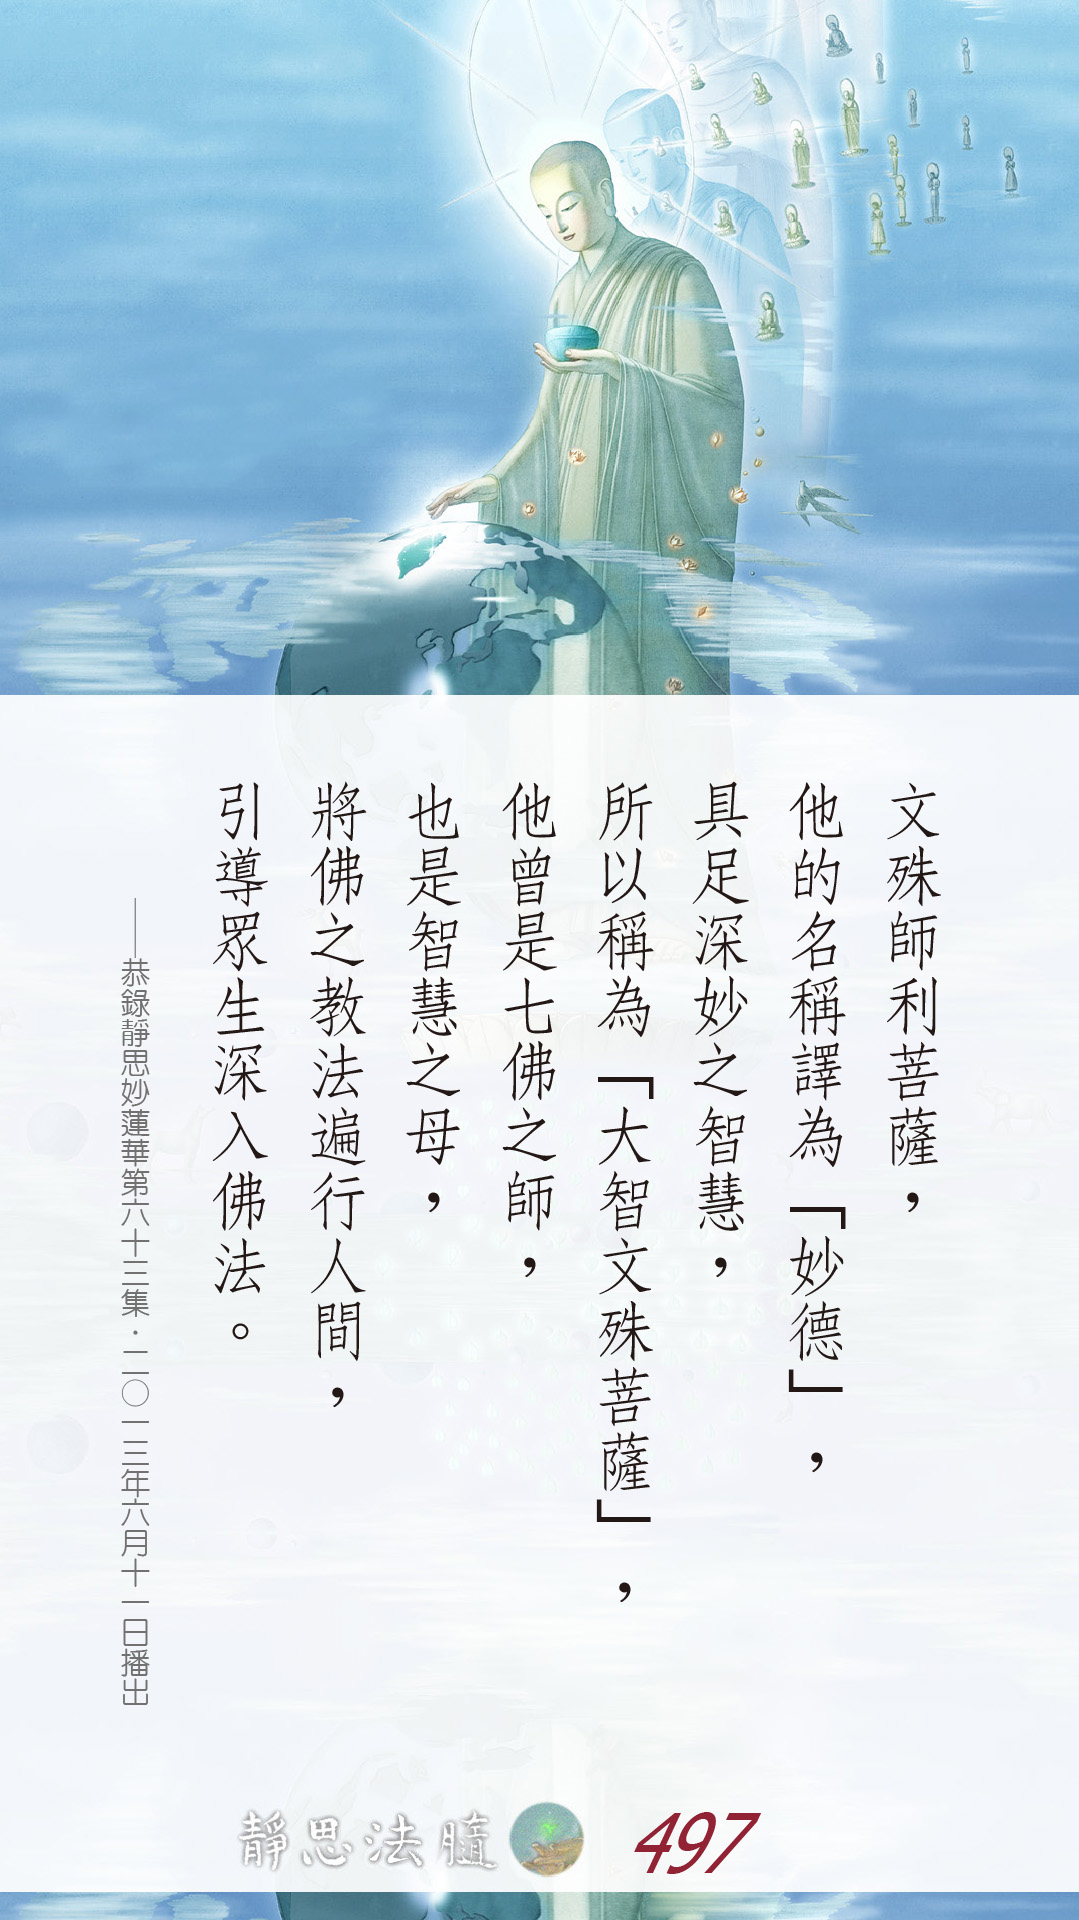 文殊師利菩薩，
他的名稱譯為「妙德」，
具足深妙之智慧，
所以稱為「大智文殊菩薩」，
他曾是七佛之師，
也是智慧之母，
將佛之教法遍行人間，
引導眾生深入佛法。
——恭錄靜思妙蓮華第六十三集·二〇一三年六月十一日播出
靜思法髓 497